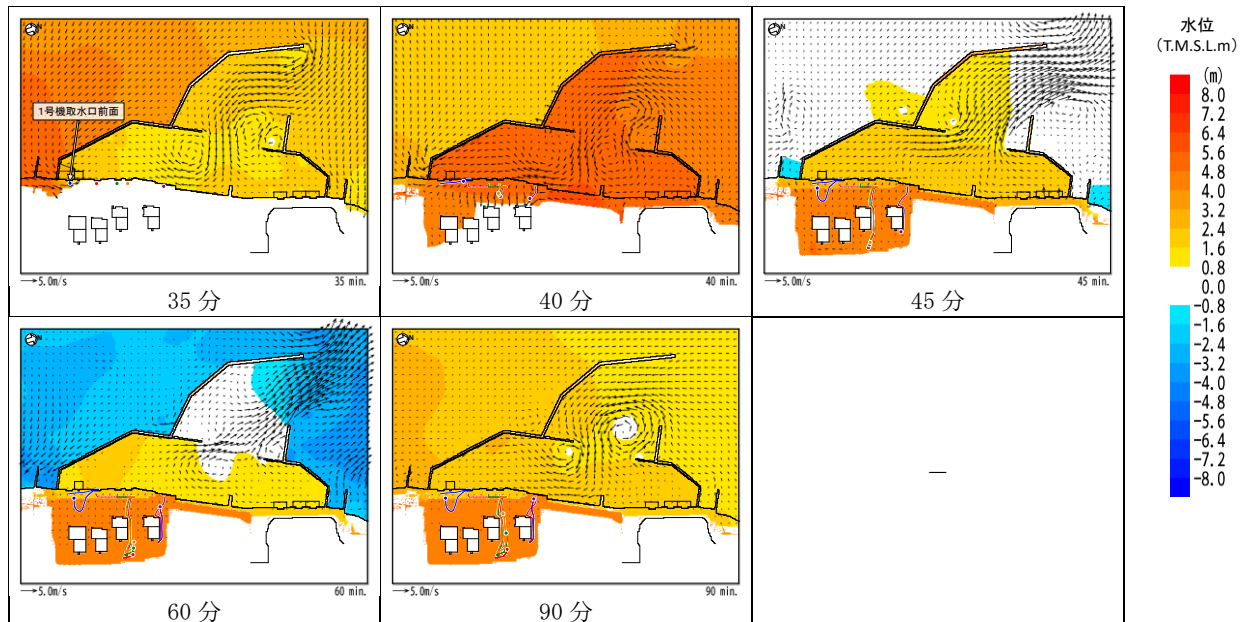 水位
(T.M.S.L.m)
(m)
8.0
7.2
6.4
5.6
4.8
4.0
3.2
2.4
1.6
0.8
0.0
-0.8
-1.6
-2.4
-3.2
-4.0
-4.8
-5.6
-6.4
-7.2
-8.0
N
1号機取水口前面
5.0m/s
35 min.
35 分
N
5.0m/s
40 min.
40 分
N
5.0m/s
45 min.
45 分
N
5.0m/s
60 min.
60 分
N
5.0m/s
90 min.
90 分
—